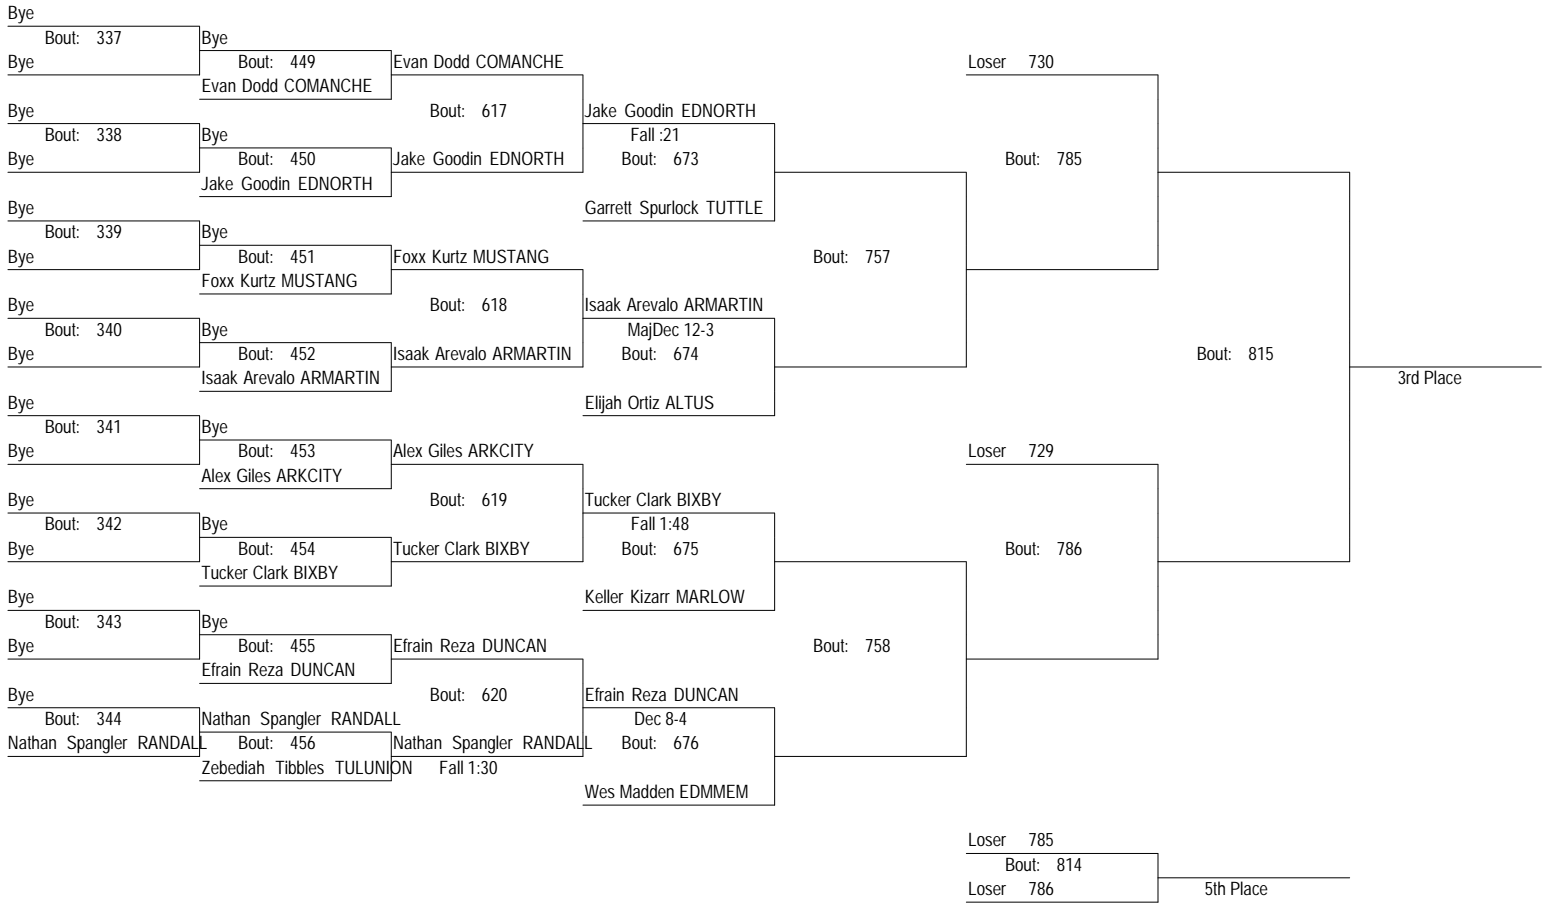 Bye
Bout: 337 Bye
Bye Bout: 449 Evan Dodd COMANCHE Loser 730
Evan Dodd COMANCHE
Bye Bout: 617 Jake Goodin EDNORTH
Bout: 338 Bye Fall :21
Bye Bout: 450 Jake Goodin EDNORTH Bout: 673 Bout: 785
Jake Goodin EDNORTH
Bye Garrett Spurlock TUTTLE
Bout: 339 Bye
Bye Bout: 451 Foxx Kurtz MUSTANG Bout: 757
Foxx Kurtz MUSTANG
Bye Bout: 618 Isaak Arevalo ARMARTIN
Bout: 340 Bye MajDec 12-3
Bye Bout: 452 Isaak Arevalo ARMARTIN Bout: 674 Bout: 815
Isaak Arevalo ARMARTIN 3rd Place
Bye Elijah Ortiz ALTUS
Bout: 341 Bye
Bye Bout: 453 Alex Giles ARKCITY Loser 729
Alex Giles ARKCITY
Bye Bout: 619 Tucker Clark BIXBY
Bout: 342 Bye Fall 1:48
Bye Bout: 454 Tucker Clark BIXBY Bout: 675 Bout: 786
Tucker Clark BIXBY
Bye Keller Kizarr MARLOW
Bout: 343 Bye
Bye Bout: 455 Efrain Reza DUNCAN Bout: 758
Efrain Reza DUNCAN
Bye Bout: 620 Efrain Reza DUNCAN
Bout: 344 Nathan Spangler RANDALL Dec 8-4
Nathan Spangler RANDALL Bout: 456 Nathan Spangler RANDALL Bout: 676
Zebediah Tibbles TULUNION Fall 1:30
Wes Madden EDMMEM
Loser 785
Bout: 814
Loser 786 5th Place